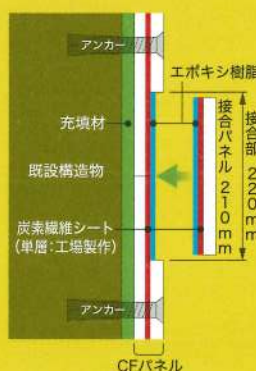 アンカー
エポキシ樹脂
充填材
既設構造物
炭素繊維シート
(単層:工場製作)
接合パネル 210mm
接合部 220mm
アンカー
CFパネル